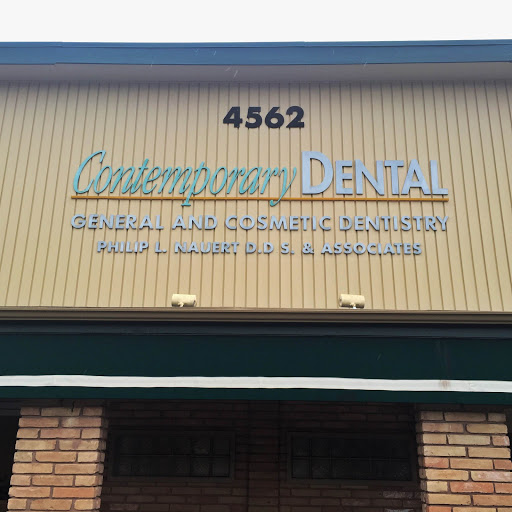 4562
Contemporary DENTAL
GENERAL AND COSMETIC DENTISTRY
PHILIP L. NAUERT D.D S. & ASSOCIATES